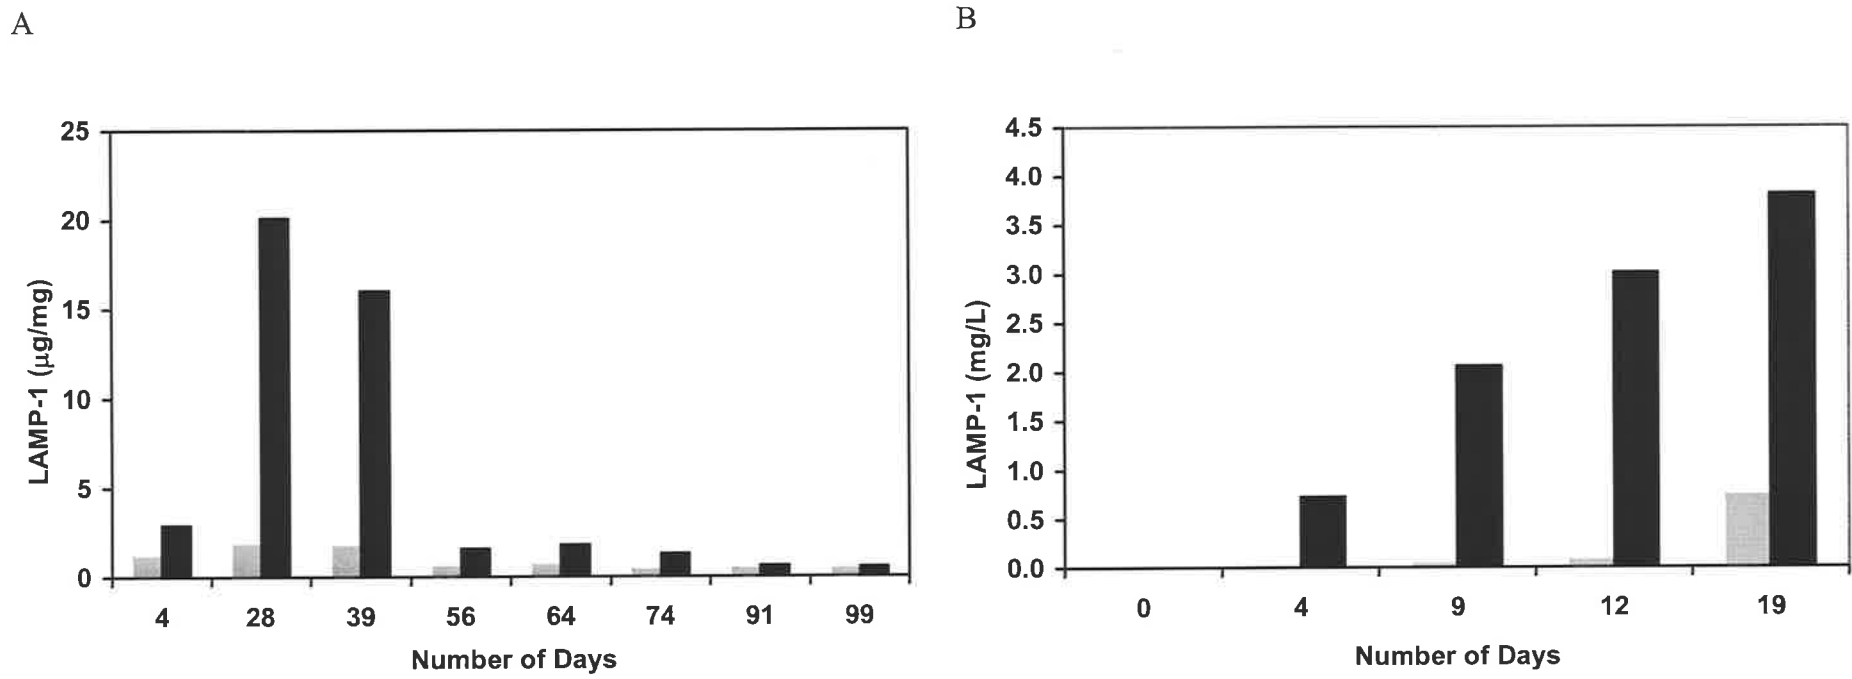 A
25
20
15
10
5
0
LAMP-1 (μg/mg)
4 28 39 56 64 74 91 99
Number of Days
B
4.5
4.0
3.5
3.0
2.5
2.0
1.5
1.0
0.5
0.0
LAMP-1 (mg/L)
0 4 9 12 19
Number of Days